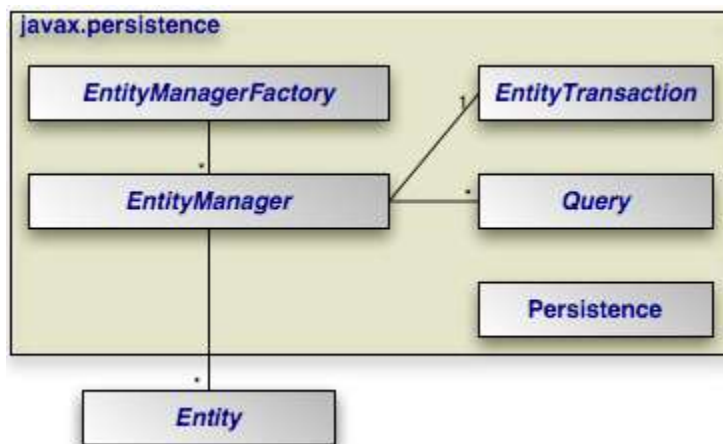 javax.persistence
EntityManagerFactory
EntityTransaction
1
*
EntityManager
*
Query
Persistence
*
Entity